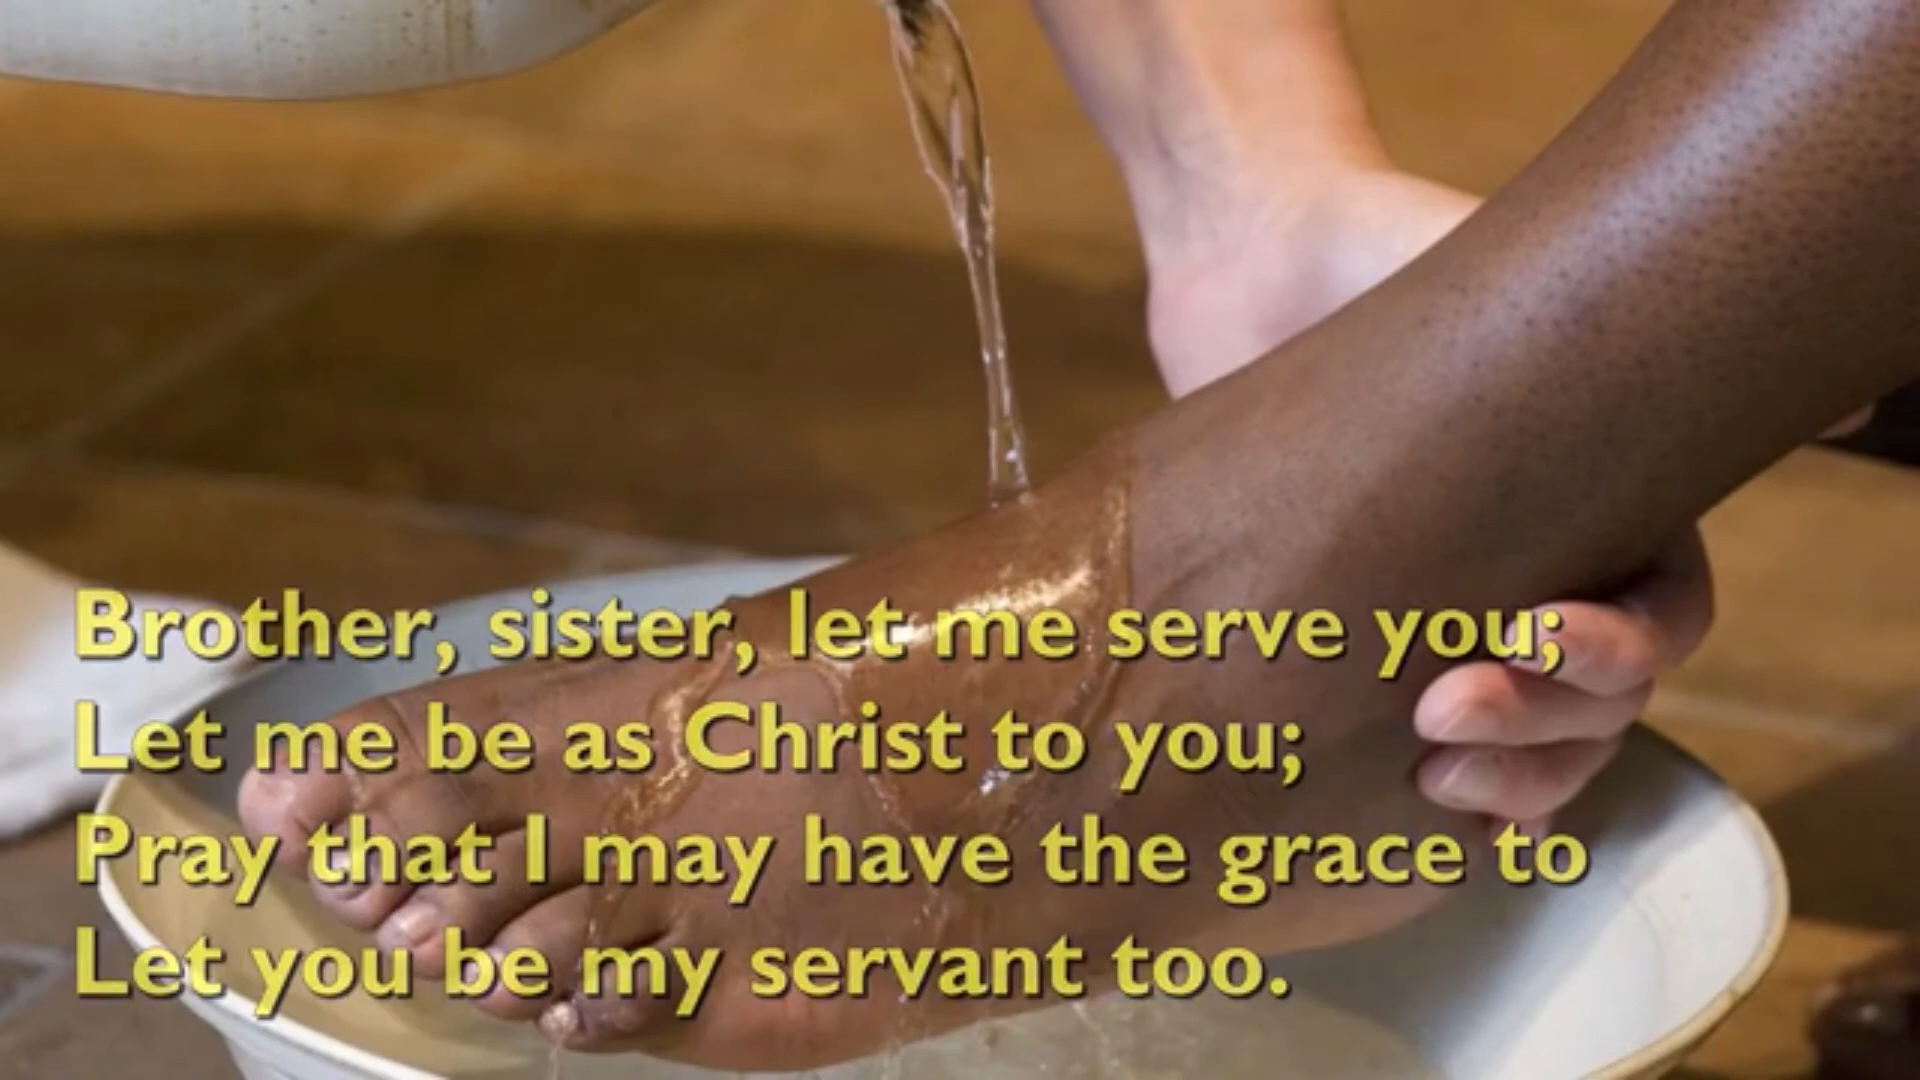 Brother, sister, let me serve you;
Let me be as Christ to you;
Pray that I may have the grace to
Let you be my servant too.